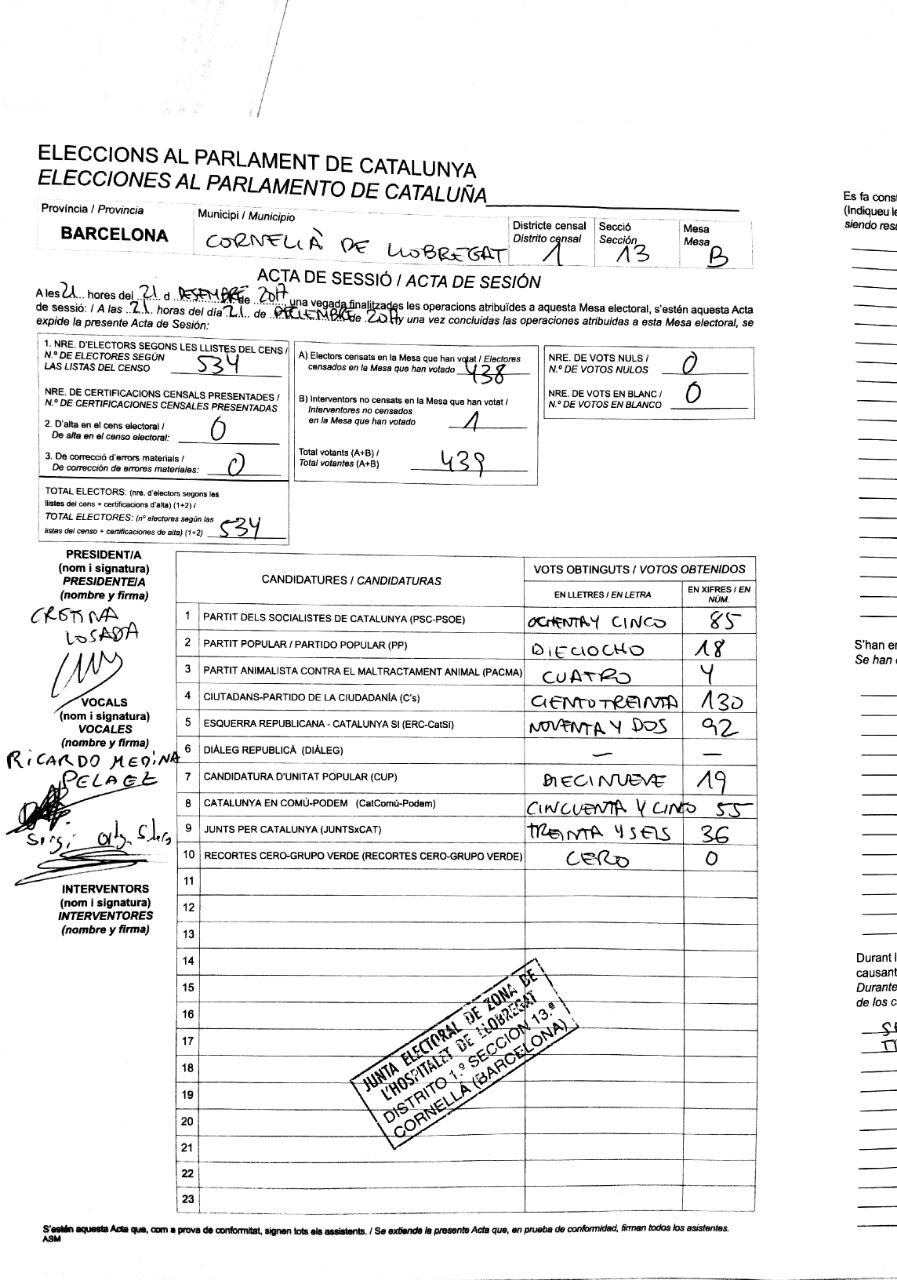 ELECCIONS AL PARLAMENT DE CATALUNYA
ELECCIONES AL PARLAMENTO DE CATALUÑA
Província / Provincia
BARCELONA
Municipi / Municipio
CORNELIÀ DE LLOBREGAT
Districte censal
Distrito censal
1
Secció
Sección
13
Mesa
Mesa
B
ACTA DE SESSIÓ / ACTA DE SESIÓN
A les 21 hores del 21 d DESEMBRE de 2017 una vegada finalitzades les operacions atribuïdes a aquesta Mesa electoral, s'estén aquesta Acta
de sessió: / A las 21 horas del día 21 de DICIEMBRE de 2017 y una vez concluidas las operaciones atribuidas a esta Mesa electoral, se
expide la presente Acta de Sesión:
1. NRE. D'ELECTORS SEGONS LES LLISTES DEL CENS /
N.º DE ELECTORES SEGÚN
LAS LISTAS DEL CENSO 534
NRE. DE CERTIFICACIONS CENSALS PRESENTADES /
N.º DE CERTIFICACIONES CENSALES PRESENTADAS
2. D'alta en el cens electoral /
De alta en el censo electoral: 0
3. De correcció d'errors materials /
De corrección de errores materiales: 0
TOTAL ELECTORS: (nre. d'electors segons les
llistes del cens + certificacions d'alta) (1+2) /
TOTAL ELECTORES: (nº electores según las
listas del censo + certificaciones de alta) (1+2) 534
A) Electors censats en la Mesa que han votat / Electores
censados en la Mesa que han votado 438
B) Interventors no censats en la Mesa que han votat /
Interventores no censados
en la Mesa que han votado 1
Total votants (A+B) /
Total votantes (A+B) 439
NRE. DE VOTS NULS /
N.º DE VOTOS NULOS 0
NRE. DE VOTS EN BLANC /
N.º DE VOTOS EN BLANCO 0
PRESIDENT/A
(nom i signatura)
PRESIDENTE/A
(nombre y firma)
CRSTINA
LOSADA
VOCALS
(nom i signatura)
VOCALES
(nombre y firma)
RICARDO MEDINA
PELAEZ
INTERVENTORS
(nom i signatura)
INTERVENTORES
(nombre y firma)
CANDIDATURES / CANDIDATURAS
VOTS OBTINGUTS / VOTOS OBTENIDOS
EN LLETRES / EN LETRA
EN XIFRES / EN NÚM.
1 PARTIT DELS SOCIALISTES DE CATALUNYA (PSC-PSOE) OCHENTA Y CINCO 85
2 PARTIT POPULAR / PARTIDO POPULAR (PP) DIECIOCHO 18
3 PARTIT ANIMALISTA CONTRA EL MALTRACTAMENT ANIMAL (PACMA) CUATRO 4
4 CIUTADANS-PARTIDO DE LA CIUDADANÍA (C's) CIENTO TREINTA 130
5 ESQUERRA REPUBLICANA - CATALUNYA SI (ERC-CatSI) NOVENTA Y DOS 92
6 DIÀLEG REPUBLICÀ (DIÀLEG) — —
7 CANDIDATURA D'UNITAT POPULAR (CUP) DIECINUEVE 19
8 CATALUNYA EN COMÚ-PODEM (CatComú-Podem) CINCUENTA Y CINCO 55
9 JUNTS PER CATALUNYA (JUNTSxCAT) TREINTA Y SEIS 36
10 RECORTES CERO-GRUPO VERDE (RECORTES CERO-GRUPO VERDE) CERO 0
11
12
13
14
15
16
17
18
19
20
21
22
23
JUNTA ELECTORAL DE ZONA DE
L'HOSPITALET DE LLOBREGAT
DISTRITO 1.º SECCION 13.ª
CORNELLÁ (BARCELONA)
S'estén aquesta Acta que, com a prova de conformitat, signen tots els assistents. / Se extiende la presente Acta que, en prueba de conformidad, firman todos los asistentes.
ASM
Es fa const
(Indiqueu le
siendo resu
S'han e
Se han
Durant l
causant
Durante
de los c